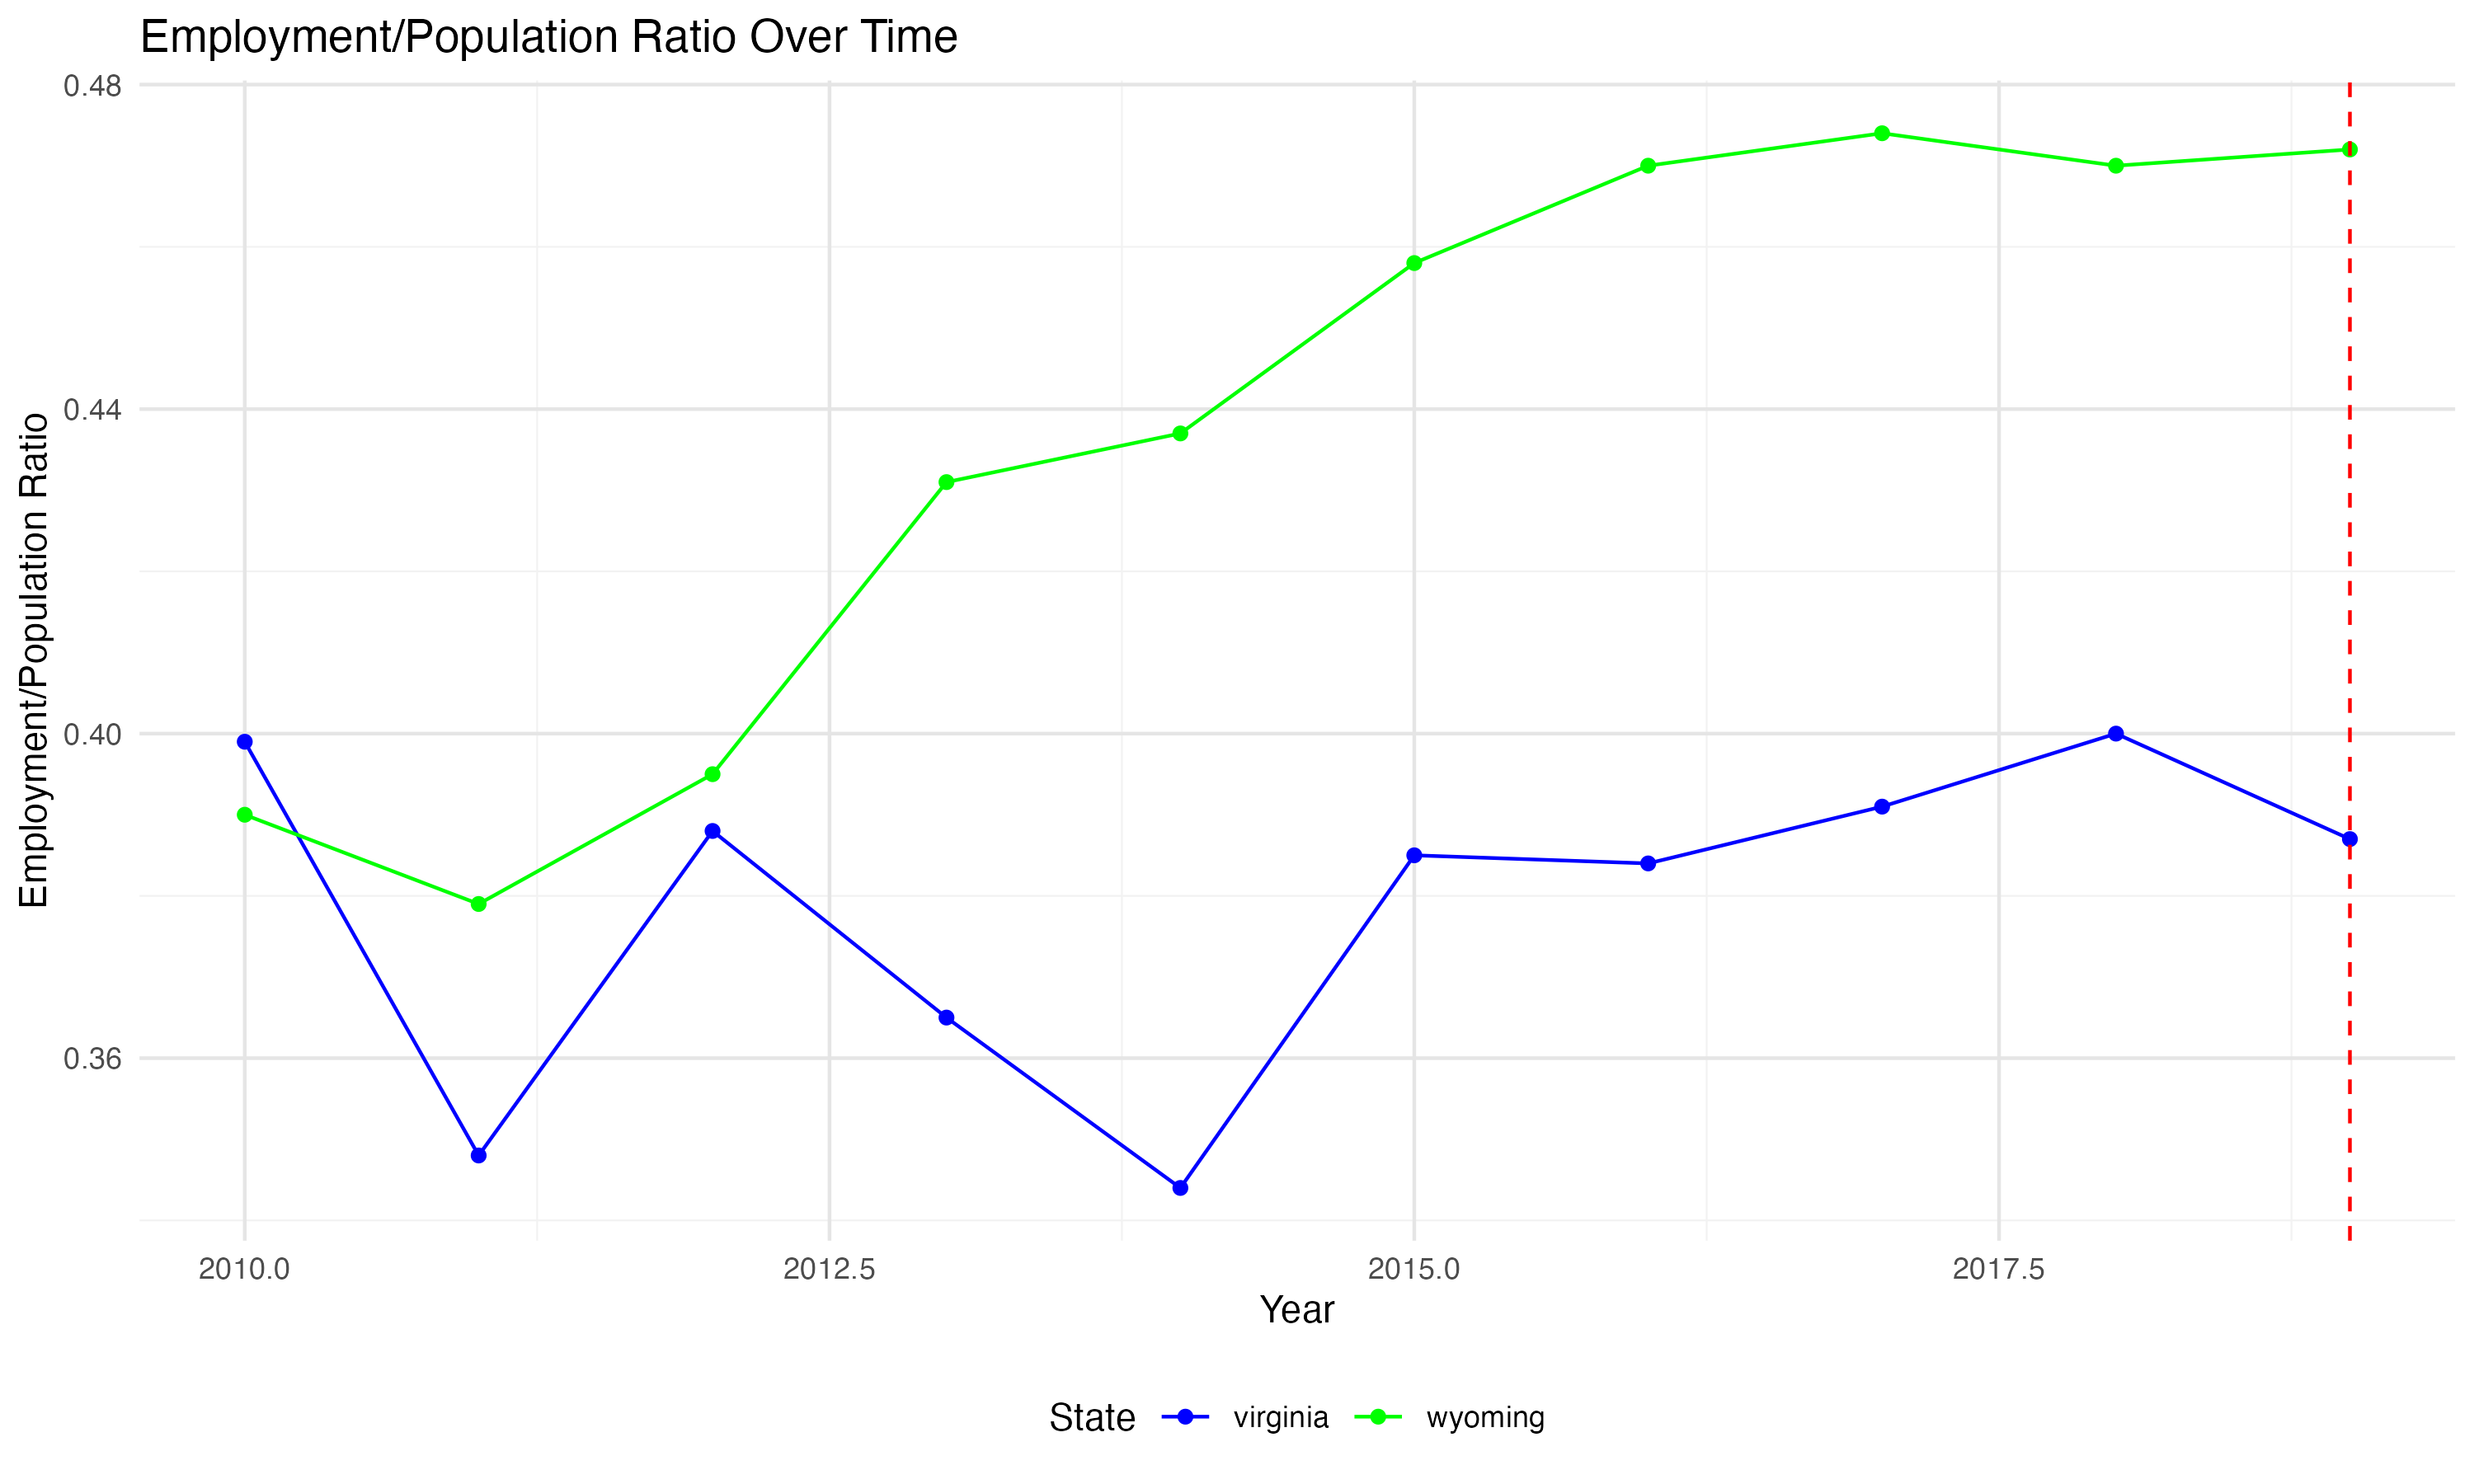 Employment/Population Ratio Over Time
Employment/Population Ratio
0.48
0.44
0.40
0.36
2010.0 2012.5 2015.0 2017.5
Year
State virginia wyoming